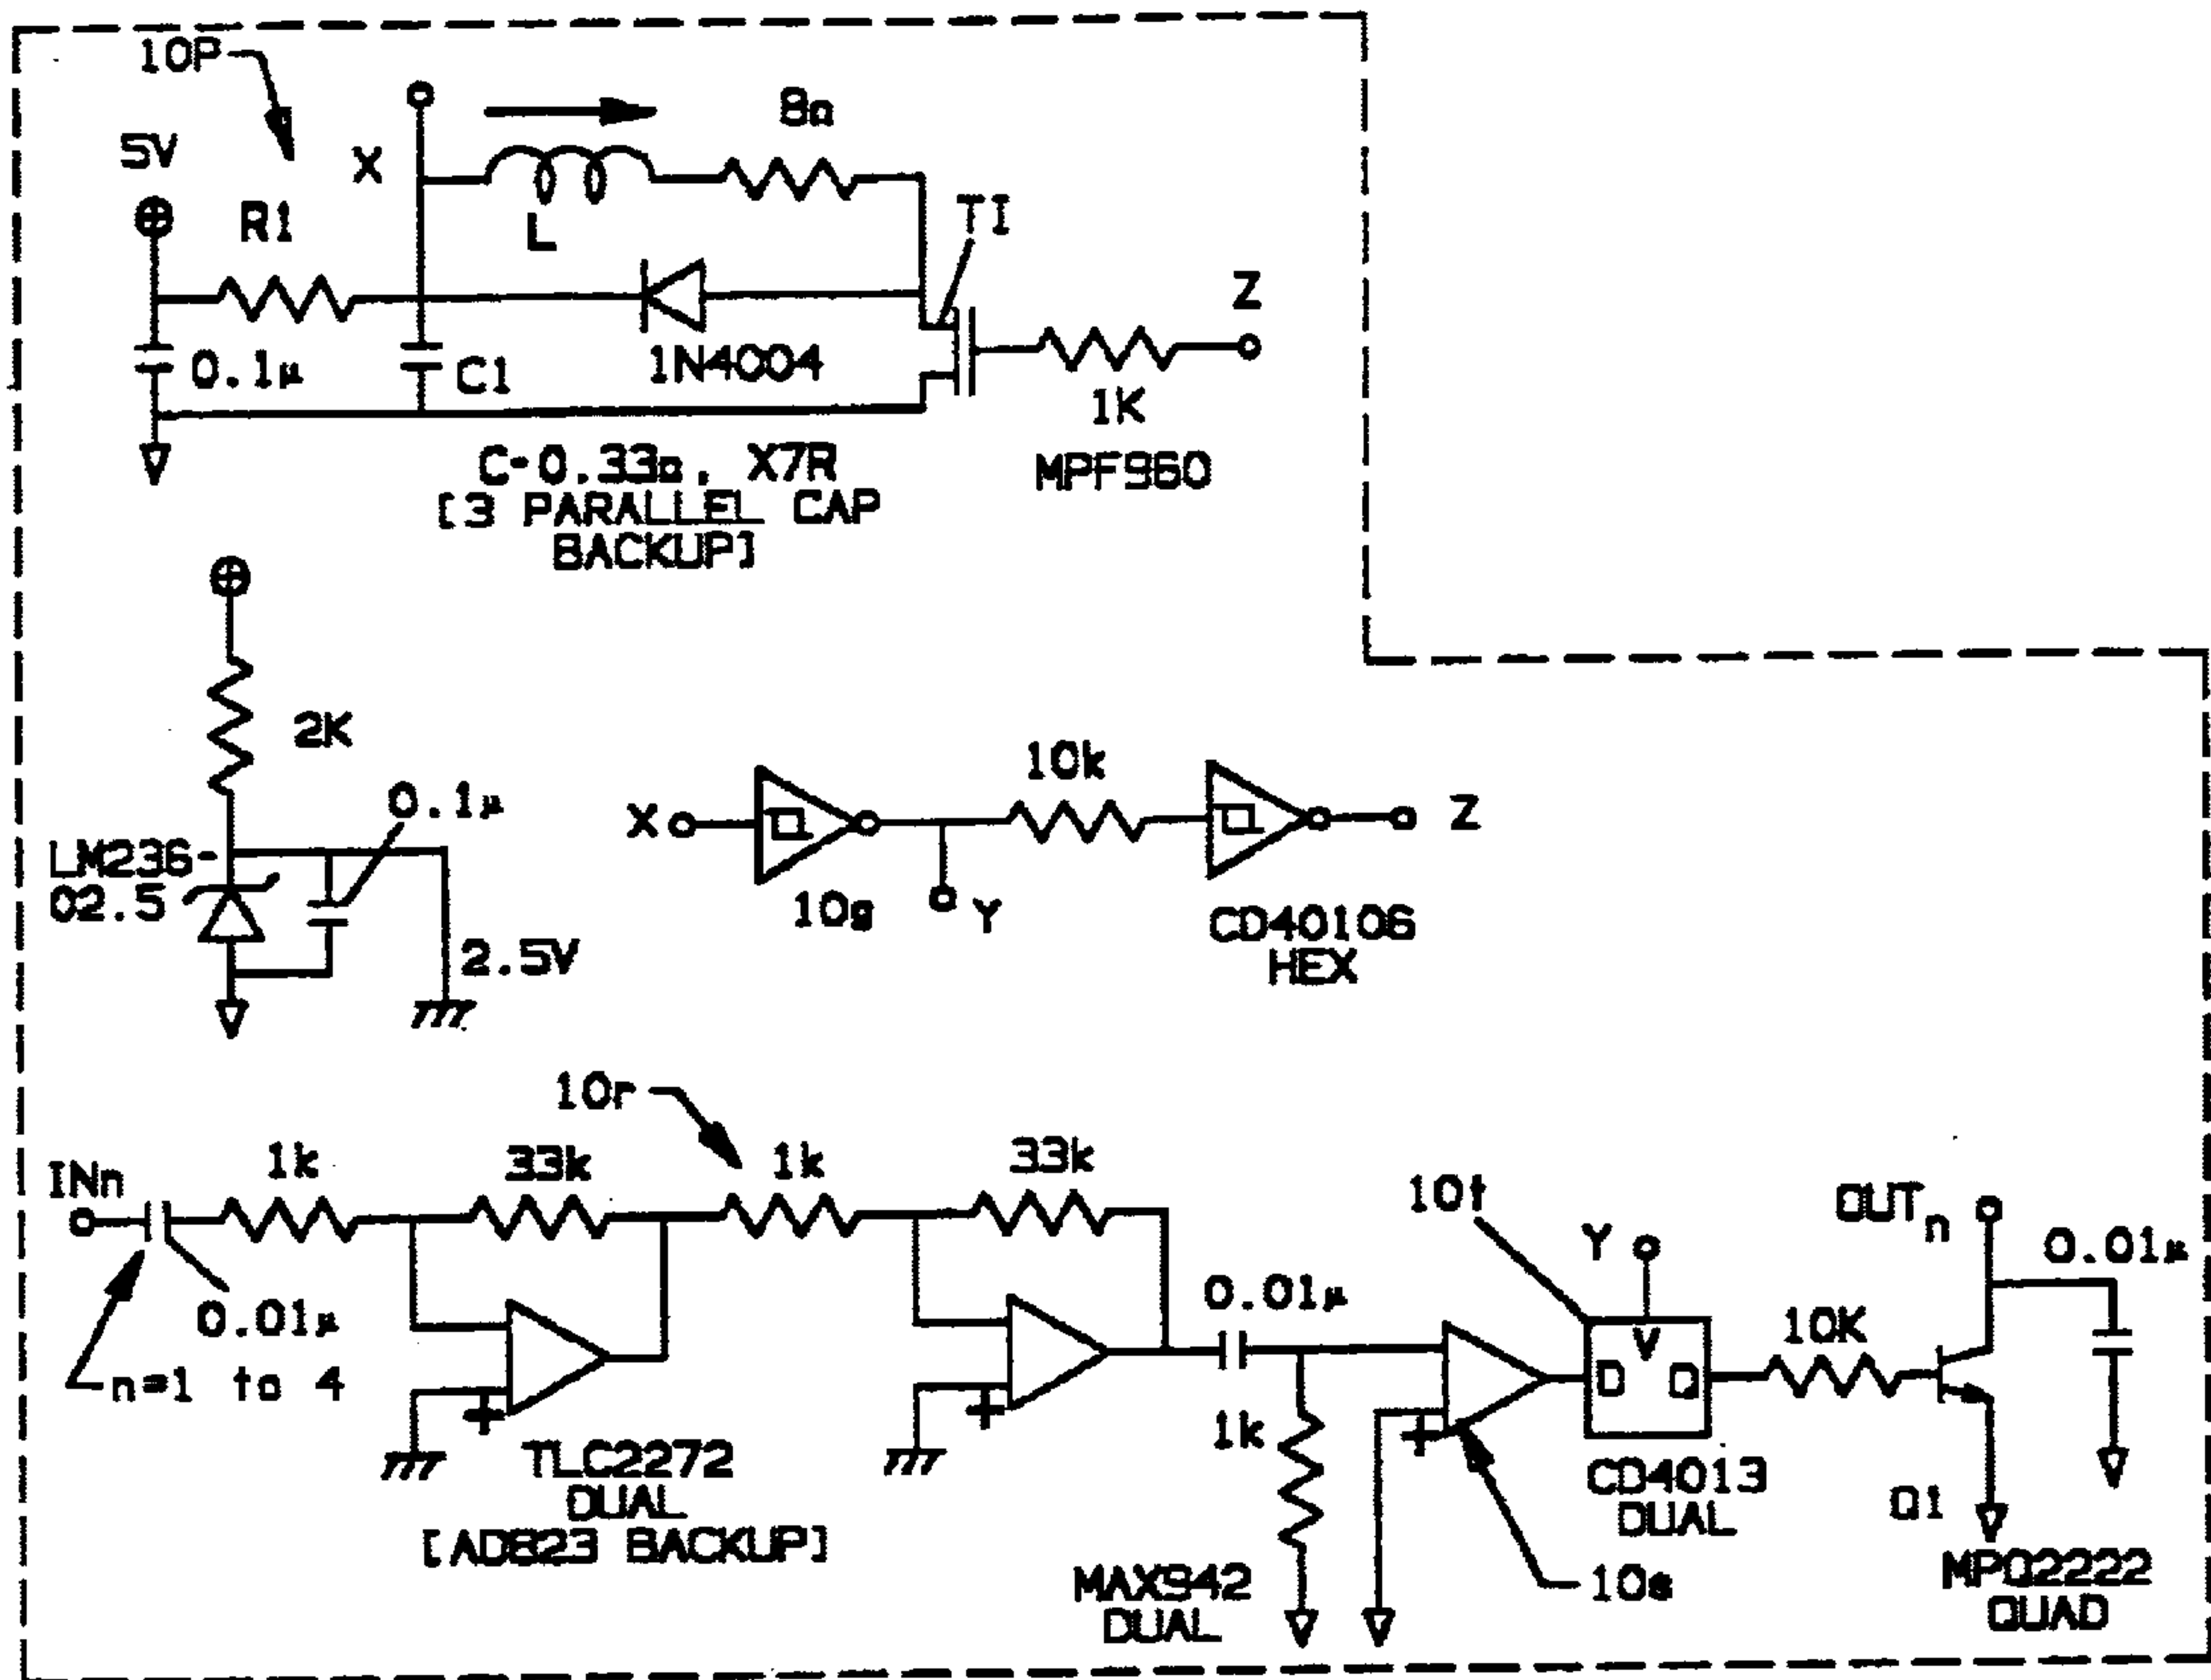 10P
5V
X
8a
R1
L
TI
Z
0.1µ
C1
1N4004
1K
C-0.33a, X7R
[3 PARALLEL CAP
BACKUP]
MPF960
2K
0.1µ
LM236-
02.5
2.5V
X
10g
Y
10k
Z
CD40106
HEX
10r
INn
1k
33k
1k
33k
0.01µ
n=1 to 4
TLC2272
DUAL
[AD823 BACKUP]
0.01µ
1k
MAX942
DUAL
10t
Y
V
D
Q
CD4013
DUAL
10s
10K
OUTn
0.01µ
Q1
MPQ2222
QUAD